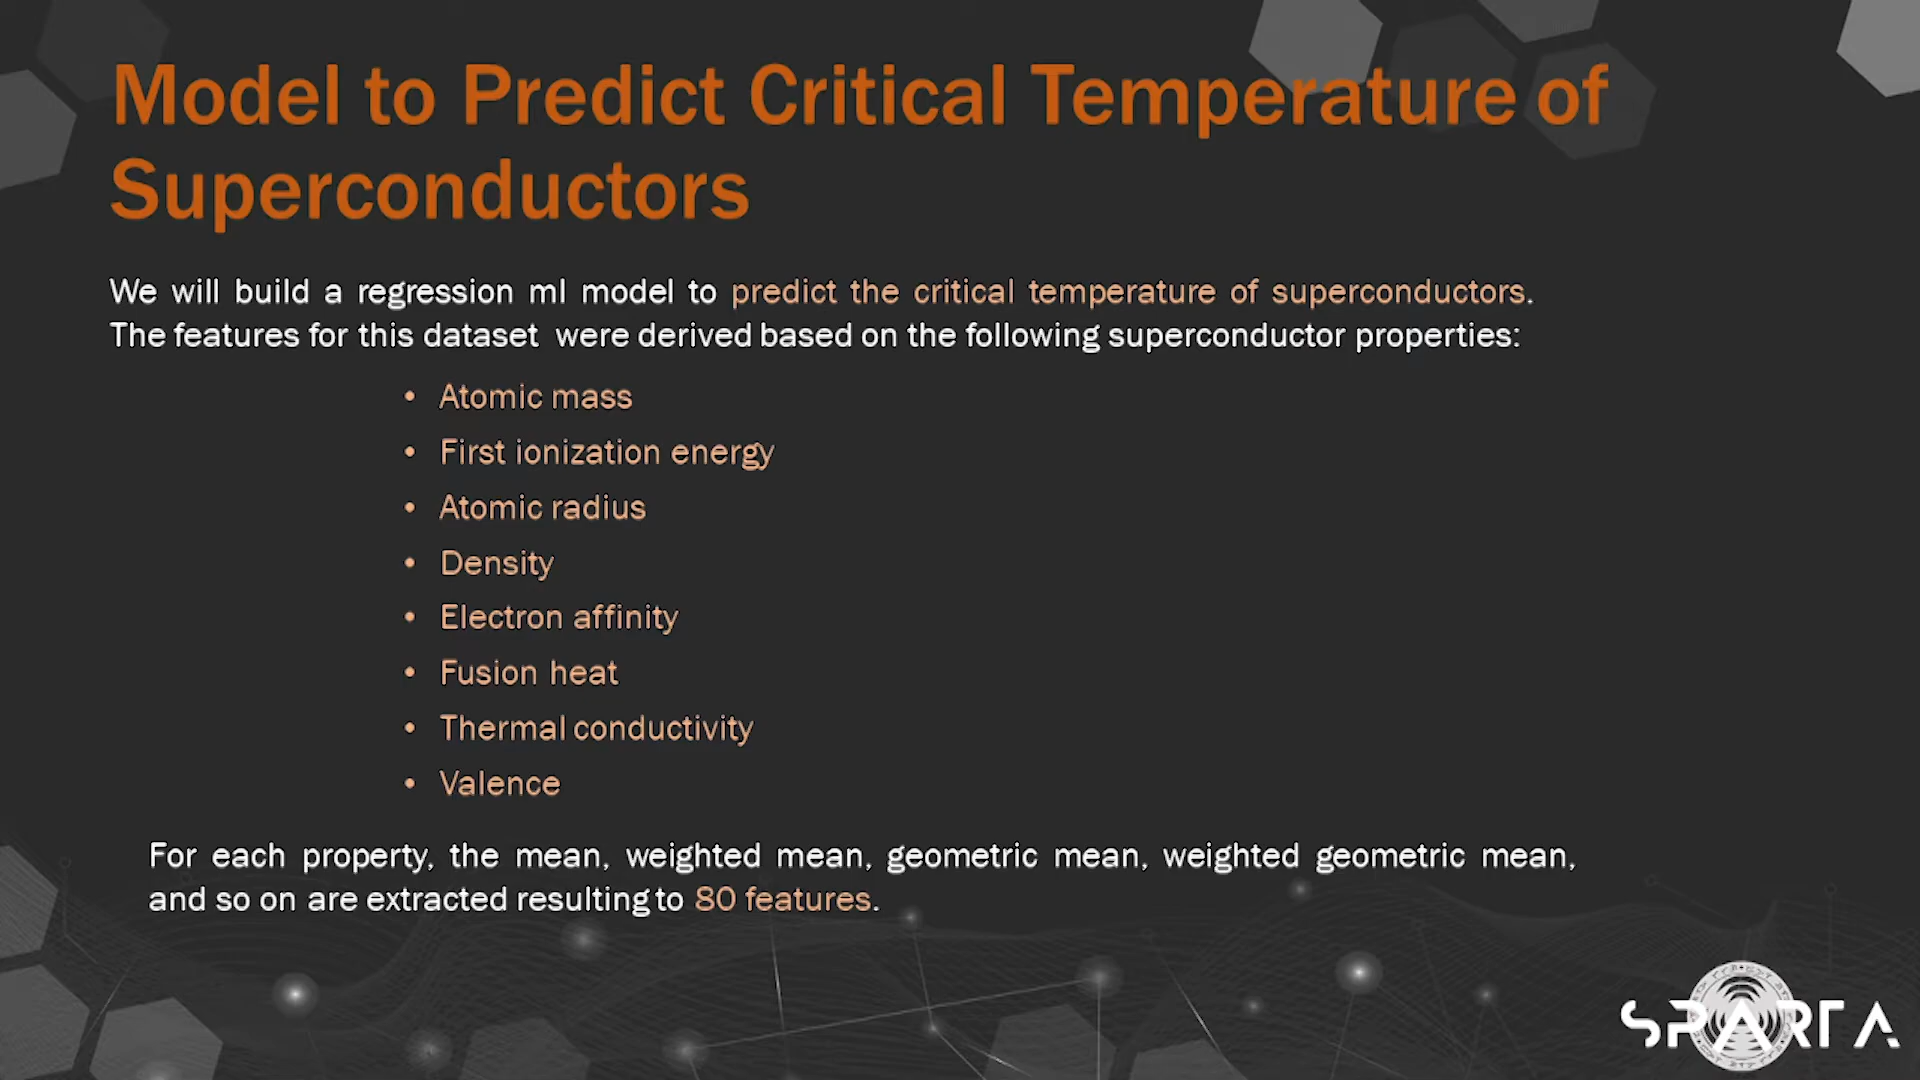 Model to Predict Critical Temperature of
Superconductors
We will build a regression ml model to predict the critical temperature of superconductors.
The features for this dataset were derived based on the following superconductor properties:
• Atomic mass
• First ionization energy
• Atomic radius
• Density
• Electron affinity
• Fusion heat
• Thermal conductivity
• Valence
For each property, the mean, weighted mean, geometric mean, weighted geometric mean,
and so on are extracted resulting to 80 features.
SPARTA